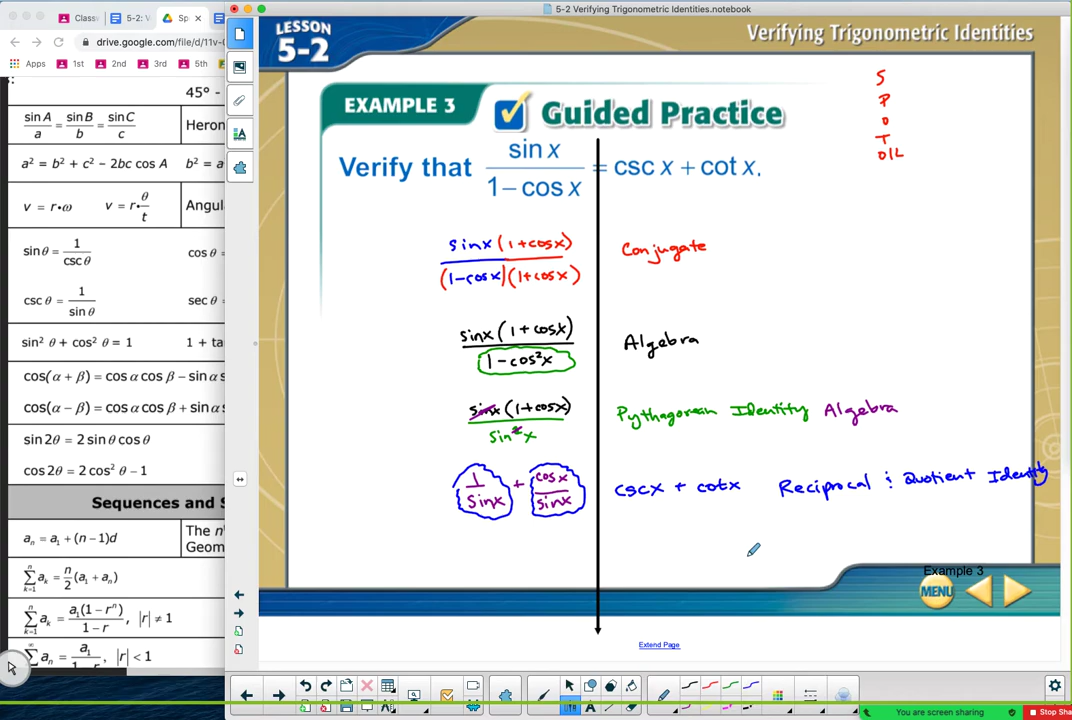 Class
5-2: V
Sp
drive.google.com/file/d/11v-
Apps 1st 2nd 3rd 5th
45° -
sin A / a = sin B / b = sin C / c
Heron
a² = b² + c² - 2bc cos A b² = a
v = r•ω v = r•θ/t Angul
sin θ = 1 / csc θ cos θ =
csc θ = 1 / sin θ sec θ =
sin² θ + cos² θ = 1 1 + tan
cos(α + β) = cos α cos β – sin α s
cos(α – β) = cos α cos β + sin α s
sin 2θ = 2 sin θ cos θ
cos 2θ = 2 cos² θ -1
Sequences and S
aₙ = a₁ + (n - 1)d The n
Geom
∑ aₖ = n/2 (a₁ + aₙ)
∑ aₖ = a₁(1 - rⁿ) / 1 - r , |r| ≠ 1
∑ aₙ = a₁ / 1 - r , |r| < 1
5-2 Verifying Trigonometric Identities.notebook
LESSON
5-2
Verifying Trigonometric Identities
EXAMPLE 3
Guided Practice
S
P
O
T
OIL
Verify that sin x / 1 – cos x = csc x + cot x.
sinx (1+cosx) / (1-cosx)(1+cosx) Conjugate
sinx (1+cosx) / 1-cos²x Algebra
sinx (1+cosx) / sin²x Pythagorean Identity Algebra
1/sinx + cosx/sinx cscx + cotx Reciprocal & Quotient Identity
Example 3
MENU
Extend Page
You are screen sharing
Stop Sha